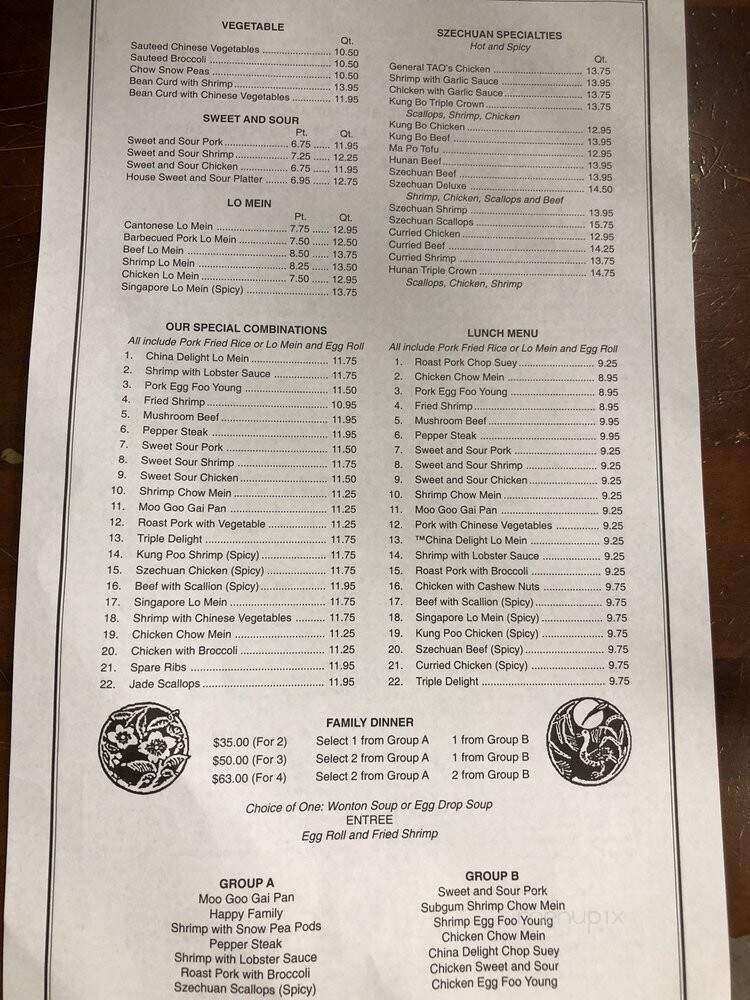 VEGETABLE
Qt.
Sauteed Chinese Vegetables ........ 10.50
Sauteed Broccoli ........ 10.50
Chow Snow Peas ........ 10.50
Bean Curd with Shrimp ........ 13.95
Bean Curd with Chinese Vegetables ........ 11.95
SWEET AND SOUR
Pt. Qt.
Sweet and Sour Pork ........ 6.75 ...... 11.95
Sweet and Sour Shrimp ........ 7.25 ...... 12.25
Sweet and Sour Chicken ........ 6.75 ...... 11.95
House Sweet and Sour Platter ........ 6.95 ...... 12.75
LO MEIN
Pt. Qt.
Cantonese Lo Mein ........ 7.75 ...... 12.95
Barbecued Pork Lo Mein ........ 7.50 ...... 12.50
Beef Lo Mein ........ 8.50 ...... 13.75
Shrimp Lo Mein ........ 8.25 ...... 13.50
Chicken Lo Mein ........ 7.50 ...... 12.95
Singapore Lo Mein (Spicy) ........ 13.75
SZECHUAN SPECIALTIES
Hot and Spicy
Qt.
General TAO's Chicken ........ 13.75
Shrimp with Garlic Sauce ........ 13.95
Chicken with Garlic Sauce ........ 13.75
Kung Bo Triple Crown ........ 13.75
Scallops, Shrimp, Chicken
Kung Bo Chicken ........ 12.95
Kung Bo Beef ........ 13.95
Ma Po Tofu ........ 12.95
Hunan Beef ........ 13.95
Szechuan Beef ........ 13.95
Szechuan Deluxe ........ 14.50
Shrimp, Chicken, Scallops and Beef
Szechuan Shrimp ........ 13.95
Szechuan Scallops ........ 15.75
Curried Chicken ........ 12.95
Curried Beef ........ 14.25
Curried Shrimp ........ 13.75
Hunan Triple Crown ........ 14.75
Scallops, Chicken, Shrimp
OUR SPECIAL COMBINATIONS
All include Pork Fried Rice or Lo Mein and Egg Roll
1. China Delight Lo Mein ........ 11.75
2. Shrimp with Lobster Sauce ........ 11.75
3. Pork Egg Foo Young ........ 11.50
4. Fried Shrimp ........ 10.95
5. Mushroom Beef ........ 11.95
6. Pepper Steak ........ 11.95
7. Sweet Sour Pork ........ 11.50
8. Sweet Sour Shrimp ........ 11.75
9. Sweet Sour Chicken ........ 11.50
10. Shrimp Chow Mein ........ 11.25
11. Moo Goo Gai Pan ........ 11.25
12. Roast Pork with Vegetable ........ 11.25
13. Triple Delight ........ 11.75
14. Kung Poo Shrimp (Spicy) ........ 11.75
15. Szechuan Chicken (Spicy) ........ 11.75
16. Beef with Scallion (Spicy) ........ 11.95
17. Singapore Lo Mein ........ 11.75
18. Shrimp with Chinese Vegetables ........ 11.75
19. Chicken Chow Mein ........ 11.25
20. Chicken with Broccoli ........ 11.25
21. Spare Ribs ........ 11.95
22. Jade Scallops ........ 11.95
LUNCH MENU
All include Pork Fried Rice or Lo Mein and Egg Roll
1. Roast Pork Chop Suey ........ 9.25
2. Chicken Chow Mein ........ 8.95
3. Pork Egg Foo Young ........ 8.95
4. Fried Shrimp ........ 8.95
5. Mushroom Beef ........ 9.95
6. Pepper Steak ........ 9.95
7. Sweet and Sour Pork ........ 9.25
8. Sweet and Sour Shrimp ........ 9.25
9. Sweet and Sour Chicken ........ 9.25
10. Shrimp Chow Mein ........ 9.25
11. Moo Goo Gai Pan ........ 9.25
12. Pork with Chinese Vegetables ........ 9.25
13. ™China Delight Lo Mein ........ 9.25
14. Shrimp with Lobster Sauce ........ 9.25
15. Roast Pork with Broccoli ........ 9.25
16. Chicken with Cashew Nuts ........ 9.75
17. Beef with Scallion (Spicy) ........ 9.75
18. Singapore Lo Mein (Spicy) ........ 9.75
19. Kung Poo Chicken (Spicy) ........ 9.75
20. Szechuan Beef (Spicy) ........ 9.75
21. Curried Chicken (Spicy) ........ 9.75
22. Triple Delight ........ 9.75
FAMILY DINNER
$35.00 (For 2) Select 1 from Group A 1 from Group B
$50.00 (For 3) Select 2 from Group A 1 from Group B
$63.00 (For 4) Select 2 from Group A 2 from Group B
Choice of One: Wonton Soup or Egg Drop Soup
ENTREE
Egg Roll and Fried Shrimp
GROUP A
Moo Goo Gai Pan
Happy Family
Shrimp with Snow Pea Pods
Pepper Steak
Shrimp with Lobster Sauce
Roast Pork with Broccoli
Szechuan Scallops (Spicy)
GROUP B
Sweet and Sour Pork
Subgum Shrimp Chow Mein
Shrimp Egg Foo Young
Chicken Chow Mein
China Delight Chop Suey
Chicken Sweet and Sour
Chicken Egg Foo Young